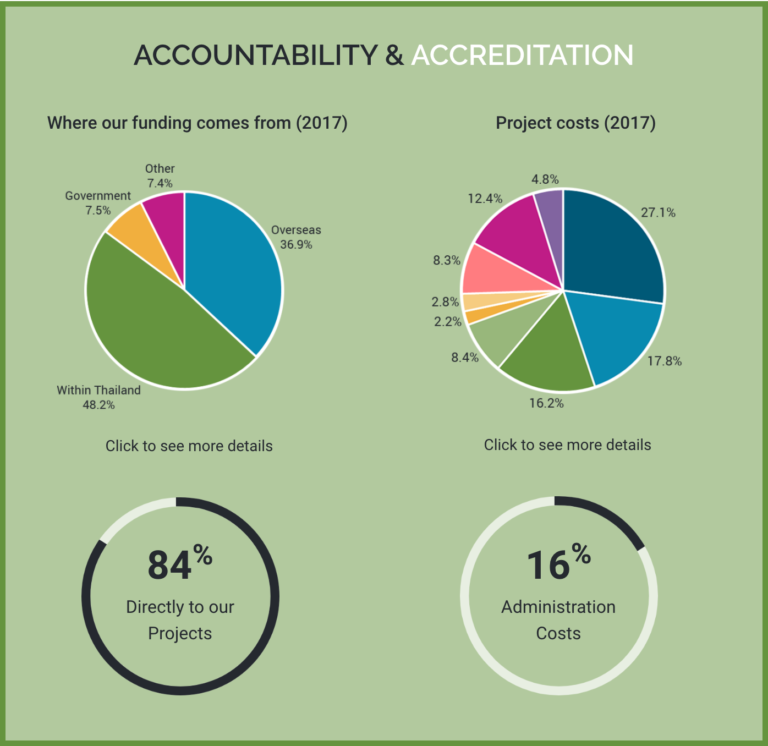 ACCOUNTABILITY & ACCREDITATION
Where our funding comes from (2017)
Other
7.4%
Government
7.5%
Overseas
36.9%
Within Thailand
48.2%
Click to see more details
Project costs (2017)
4.8%
12.4%
27.1%
8.3%
2.8%
2.2%
8.4%
17.8%
16.2%
Click to see more details
84%
Directly to our
Projects
16%
Administration
Costs